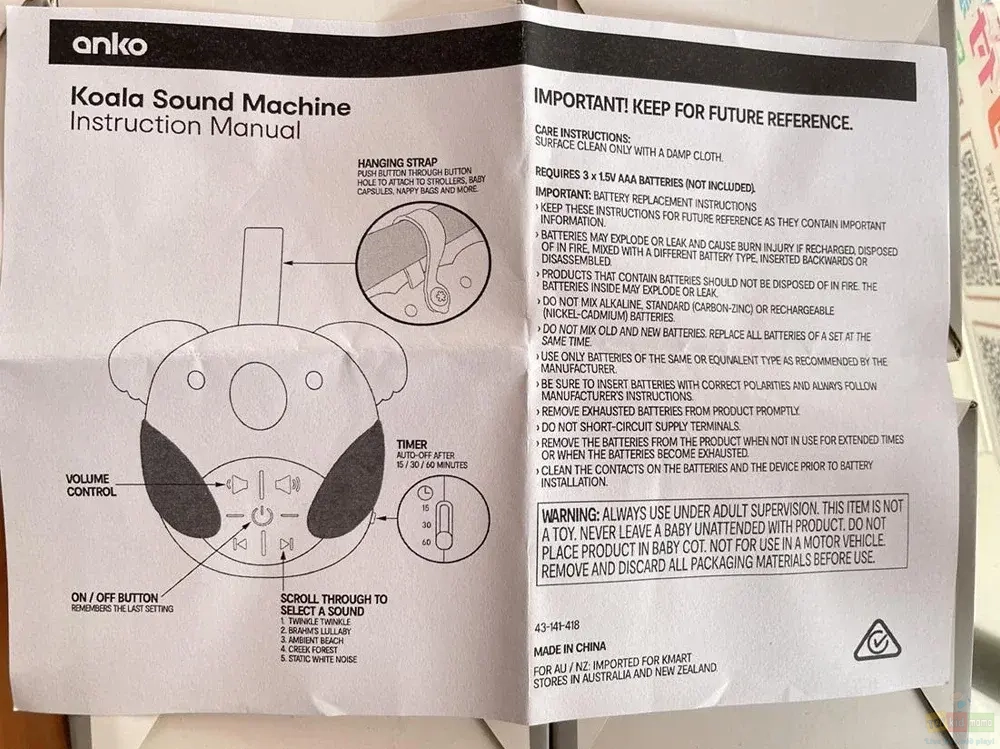 anko
Koala Sound Machine
Instruction Manual
HANGING STRAP
PUSH BUTTON THROUGH BUTTON
HOLE TO ATTACH TO STROLLERS, BABY
CAPSULES, NAPPY BAGS AND MORE.
VOLUME
CONTROL
TIMER
AUTO-OFF AFTER
15 / 30 / 60 MINUTES
15
30
60
ON / OFF BUTTON
REMEMBERS THE LAST SETTING
SCROLL THROUGH TO
SELECT A SOUND
1. TWINKLE TWINKLE
2. BRAHM'S LULLABY
3. AMBIENT BEACH
4. CREEK FOREST
5. STATIC WHITE NOISE
IMPORTANT! KEEP FOR FUTURE REFERENCE.
CARE INSTRUCTIONS:
SURFACE CLEAN ONLY WITH A DAMP CLOTH.
REQUIRES 3 x 1.5V AAA BATTERIES (NOT INCLUDED).
IMPORTANT: BATTERY REPLACEMENT INSTRUCTIONS
› KEEP THESE INSTRUCTIONS FOR FUTURE REFERENCE AS THEY CONTAIN IMPORTANT
INFORMATION.
› BATTERIES MAY EXPLODE OR LEAK AND CAUSE BURN INJURY IF RECHARGED, DISPOSED
OF IN FIRE, MIXED WITH A DIFFERENT BATTERY TYPE, INSERTED BACKWARDS OR
DISASSEMBLED.
› PRODUCTS THAT CONTAIN BATTERIES SHOULD NOT BE DISPOSED OF IN FIRE. THE
BATTERIES INSIDE MAY EXPLODE OR LEAK.
› DO NOT MIX ALKALINE, STANDARD (CARBON-ZINC) OR RECHARGEABLE
(NICKEL-CADMIUM) BATTERIES.
› DO NOT MIX OLD AND NEW BATTERIES. REPLACE ALL BATTERIES OF A SET AT THE
SAME TIME.
› USE ONLY BATTERIES OF THE SAME OR EQUIVALENT TYPE AS RECOMMENDED BY THE
MANUFACTURER.
› BE SURE TO INSERT BATTERIES WITH CORRECT POLARITIES AND ALWAYS FOLLOW
MANUFACTURER'S INSTRUCTIONS.
› REMOVE EXHAUSTED BATTERIES FROM PRODUCT PROMPTLY.
› DO NOT SHORT-CIRCUIT SUPPLY TERMINALS.
› REMOVE THE BATTERIES FROM THE PRODUCT WHEN NOT IN USE FOR EXTENDED TIMES
OR WHEN THE BATTERIES BECOME EXHAUSTED.
› CLEAN THE CONTACTS ON THE BATTERIES AND THE DEVICE PRIOR TO BATTERY
INSTALLATION.
WARNING: ALWAYS USE UNDER ADULT SUPERVISION. THIS ITEM IS NOT
A TOY. NEVER LEAVE A BABY UNATTENDED WITH PRODUCT. DO NOT
PLACE PRODUCT IN BABY COT. NOT FOR USE IN A MOTOR VEHICLE.
REMOVE AND DISCARD ALL PACKAGING MATERIALS BEFORE USE.
43-141-418
MADE IN CHINA
FOR AU / NZ: IMPORTED FOR KMART
STORES IN AUSTRALIA AND NEW ZEALAND.